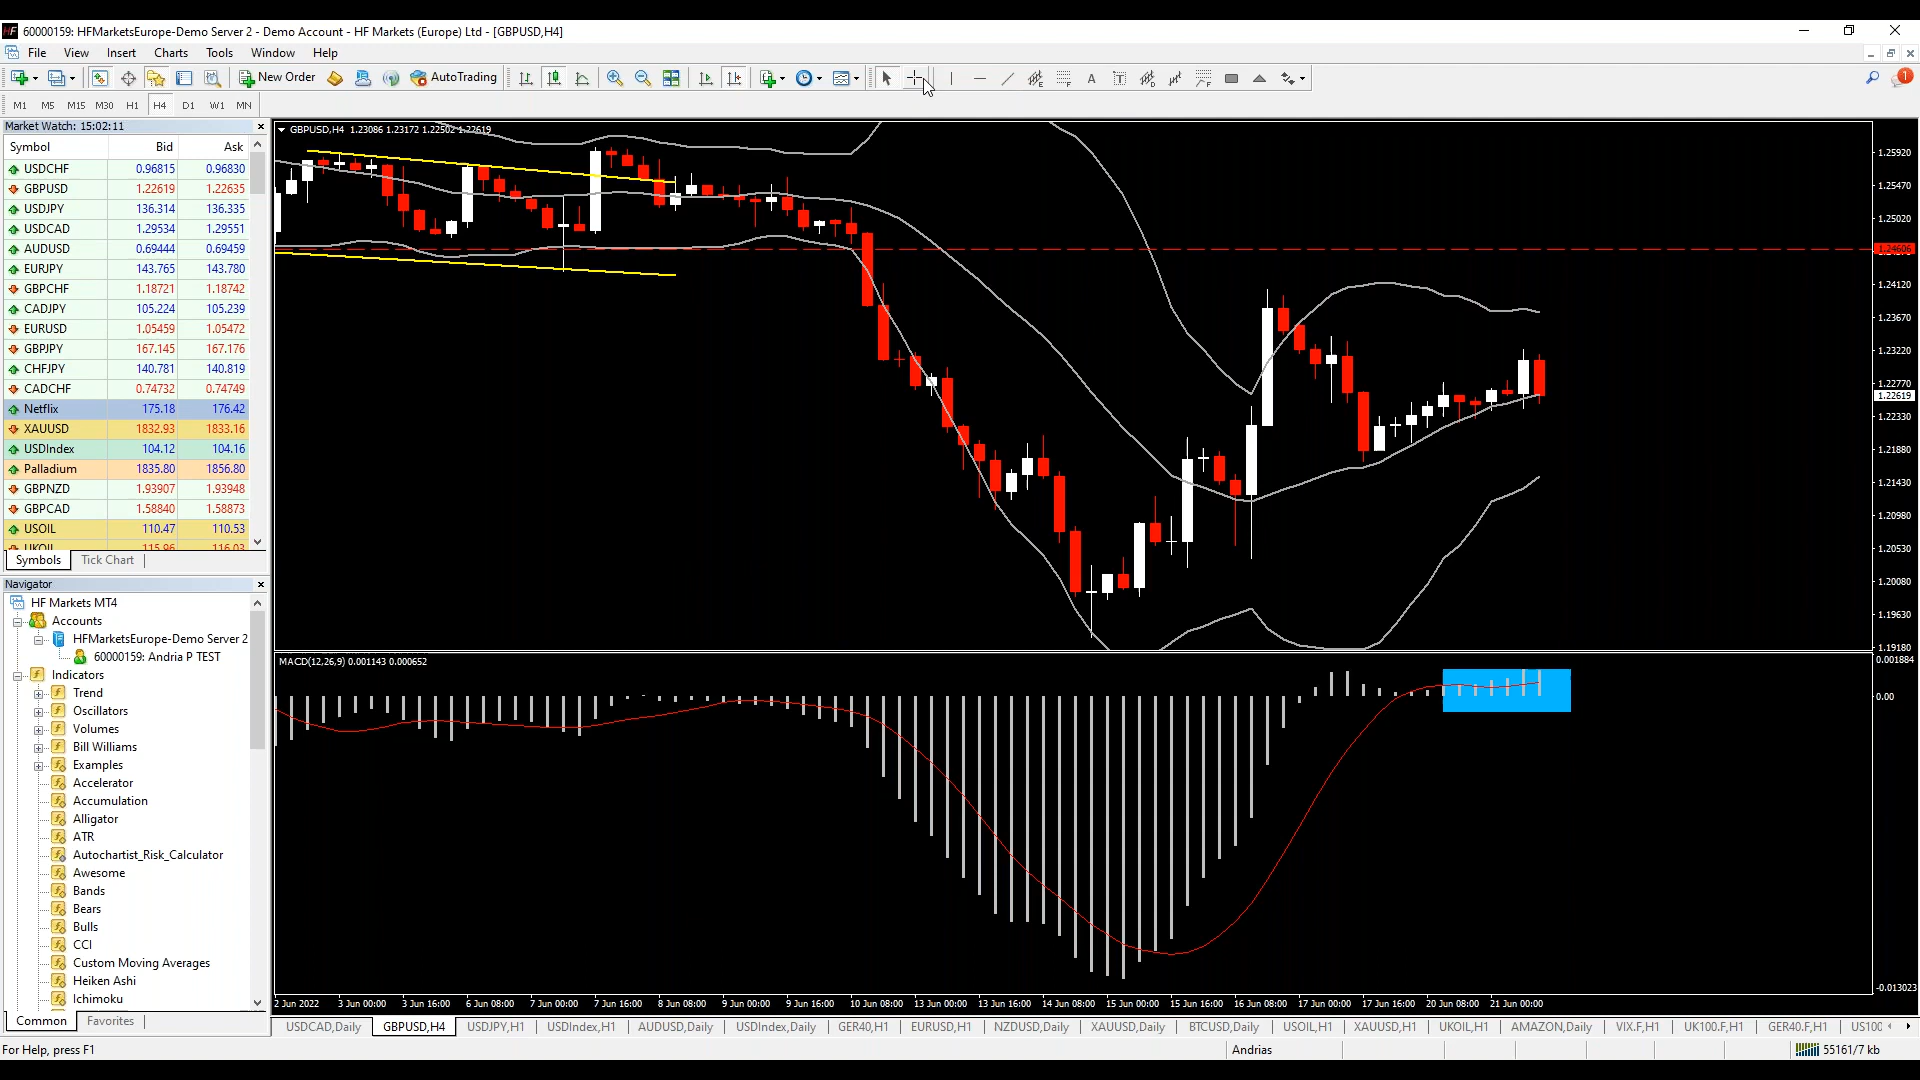 60000159: HFMarketsEurope-Demo Server 2 - Demo Account - HF Markets (Europe) Ltd - [GBPUSD,H4]
File View Insert Charts Tools Window Help
New Order AutoTrading
1
M1 M5 M15 M30 H1 H4 D1 W1 MN
Market Watch: 15:02:11
Symbol Bid Ask
USDCHF 0.96815 0.96830
GBPUSD 1.22619 1.22635
USDJPY 136.314 136.335
USDCAD 1.29534 1.29551
AUDUSD 0.69444 0.69459
EURJPY 143.765 143.780
GBPCHF 1.18721 1.18742
CADJPY 105.224 105.239
EURUSD 1.05459 1.05472
GBPJPY 167.145 167.176
CHFJPY 140.781 140.819
CADCHF 0.74732 0.74749
Netflix 175.18 176.42
XAUUSD 1832.93 1833.16
USDIndex 104.12 104.16
Palladium 1835.80 1856.80
GBPNZD 1.93907 1.93948
GBPCAD 1.58840 1.58873
USOIL 110.47 110.53
UKOIL 115.96 116.03
Symbols Tick Chart
Navigator
HF Markets MT4
Accounts
HFMarketsEurope-Demo Server 2
60000159: Andria P TEST
Indicators
Trend
Oscillators
Volumes
Bill Williams
Examples
Accelerator
Accumulation
Alligator
ATR
Autochartist_Risk_Calculator
Awesome
Bands
Bears
Bulls
CCI
Custom Moving Averages
Heiken Ashi
Ichimoku
Common Favorites
GBPUSD,H4 1.23086 1.23172 1.22502 1.22619
1.25920
1.25470
1.25020
1.24606
1.24120
1.23670
1.23220
1.22770
1.22619
1.22330
1.21880
1.21430
1.20980
1.20530
1.20080
1.19630
1.19180
MACD(12,26,9) 0.001143 0.000652
0.001884
0.00
-0.013023
2 Jun 2022 3 Jun 00:00 3 Jun 16:00 6 Jun 08:00 7 Jun 00:00 7 Jun 16:00 8 Jun 08:00 9 Jun 00:00 9 Jun 16:00 10 Jun 08:00 13 Jun 00:00 13 Jun 16:00 14 Jun 08:00 15 Jun 00:00 15 Jun 16:00 16 Jun 08:00 17 Jun 00:00 17 Jun 16:00 20 Jun 08:00 21 Jun 00:00
USDCAD,Daily GBPUSD,H4 USDJPY,H1 USDIndex,H1 AUDUSD,Daily USDIndex,Daily GER40,H1 EURUSD,H1 NZDUSD,Daily XAUUSD,Daily BTCUSD,Daily USOIL,H1 XAUUSD,H1 UKOIL,H1 AMAZON,Daily VIX.F,H1 UK100.F,H1 GER40.F,H1 US100
For Help, press F1 Andrias 55161/7 kb